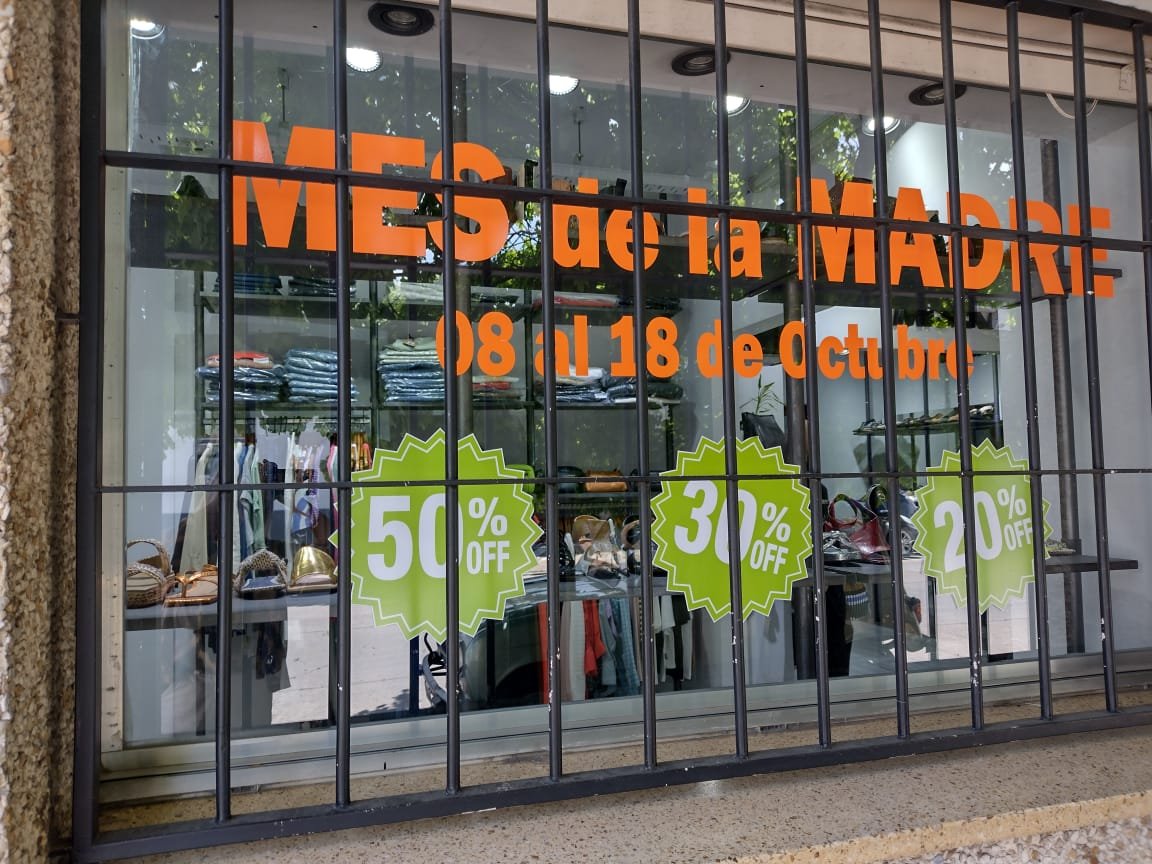 MES de la MADRE
08 al 18 de Octubre
50% OFF
30% OFF
20% OFF